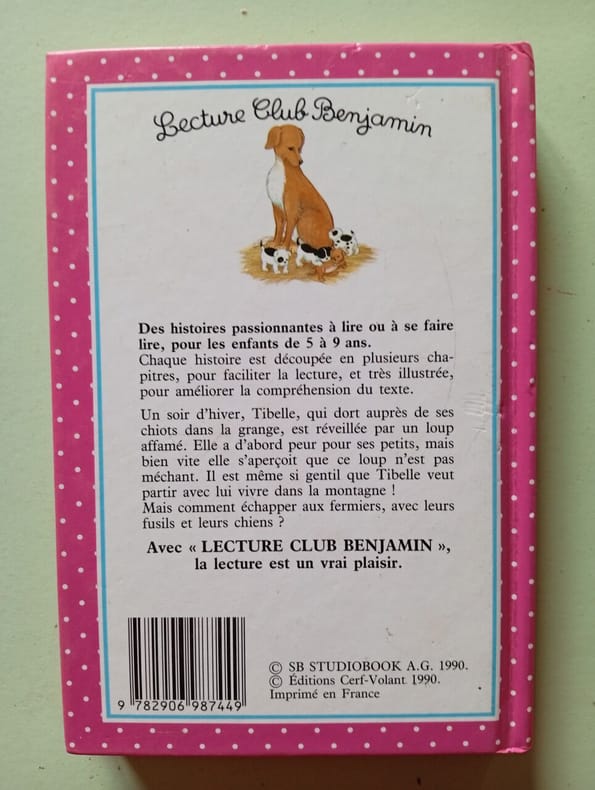 Lecture Club Benjamin
Des histoires passionnantes à lire ou à se faire
lire, pour les enfants de 5 à 9 ans.
Chaque histoire est découpée en plusieurs cha-
pitres, pour faciliter la lecture, et très illustrée,
pour améliorer la compréhension du texte.
Un soir d'hiver, Tibelle, qui dort auprès de ses
chiots dans la grange, est réveillée par un loup
affamé. Elle a d'abord peur pour ses petits, mais
bien vite elle s'aperçoit que ce loup n'est pas
méchant. Il est même si gentil que Tibelle veut
partir avec lui vivre dans la montagne !
Mais comment échapper aux fermiers, avec leurs
fusils et leurs chiens ?
Avec « LECTURE CLUB BENJAMIN »,
la lecture est un vrai plaisir.
© SB STUDIOBOOK A.G. 1990.
© Éditions Cerf-Volant 1990.
Imprimé en France
9 782906 987449